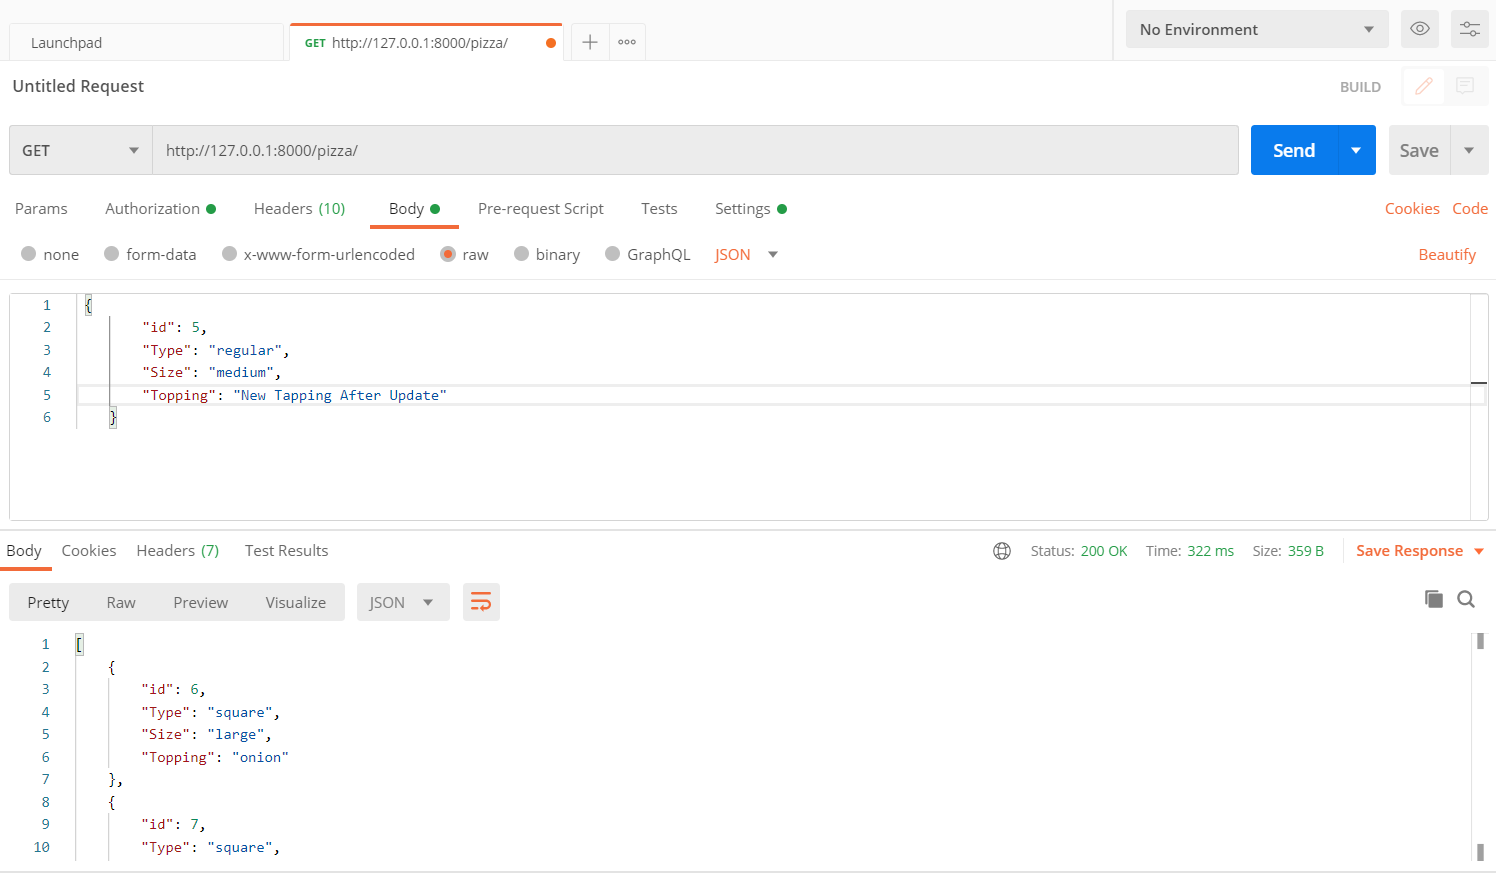 Launchpad
GET http://127.0.0.1:8000/pizza/
No Environment
Untitled Request
BUILD
GET
http://127.0.0.1:8000/pizza/
Send
Save
Params Authorization Headers (10) Body Pre-request Script Tests Settings Cookies Code
none form-data x-www-form-urlencoded raw binary GraphQL JSON Beautify
1 {
2 "id": 5,
3 "Type": "regular",
4 "Size": "medium",
5 "Topping": "New Tapping After Update"
6 }
Body Cookies Headers (7) Test Results Status: 200 OK Time: 322 ms Size: 359 B Save Response
Pretty Raw Preview Visualize JSON
1 [
2 {
3 "id": 6,
4 "Type": "square",
5 "Size": "large",
6 "Topping": "onion"
7 },
8 {
9 "id": 7,
10 "Type": "square",